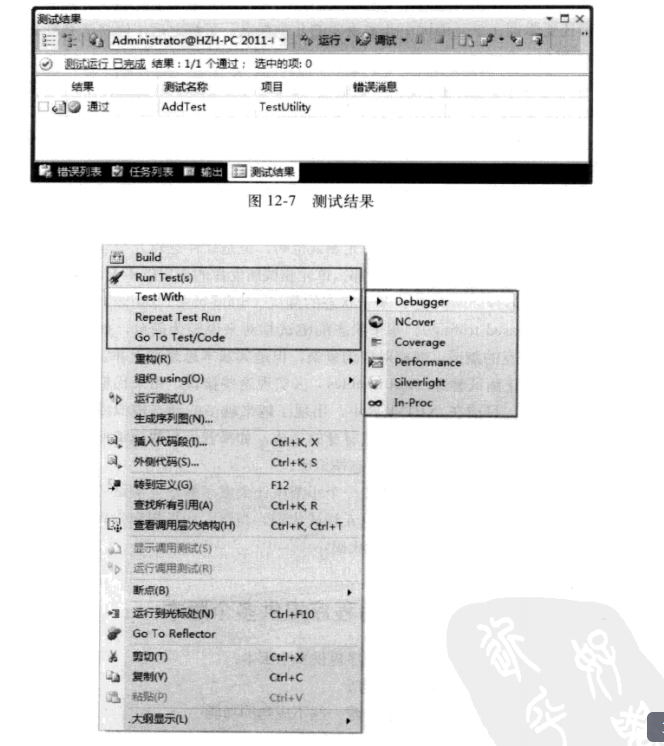 测试结果
Administrator@HZH-PC 2011-( 运行 调试
测试运行 已完成 结果：1/1 个通过； 选中的项: 0
结果 测试名称 项目 错误消息
通过 AddTest TestUtility
错误列表 任务列表 输出 测试结果
图 12-7 测试结果
Build
Run Test(s)
Test With
Repeat Test Run
Go To Test/Code
Debugger
NCover
Coverage
Performance
Silverlight
In-Proc
重构(R)
组织 using(O)
运行测试(U)
生成序列图(N)...
插入代码段(I)... Ctrl+K, X
外侧代码(S)... Ctrl+K, S
转到定义(G) F12
查找所有引用(A) Ctrl+K, R
查看调用层次结构(H) Ctrl+K, Ctrl+T
显示调用测试(S)
运行调用测试(R)
断点(B)
运行到光标处(N) Ctrl+F10
Go To Reflector
剪切(T) Ctrl+X
复制(Y) Ctrl+C
粘贴(P) Ctrl+V
大纲显示(L)